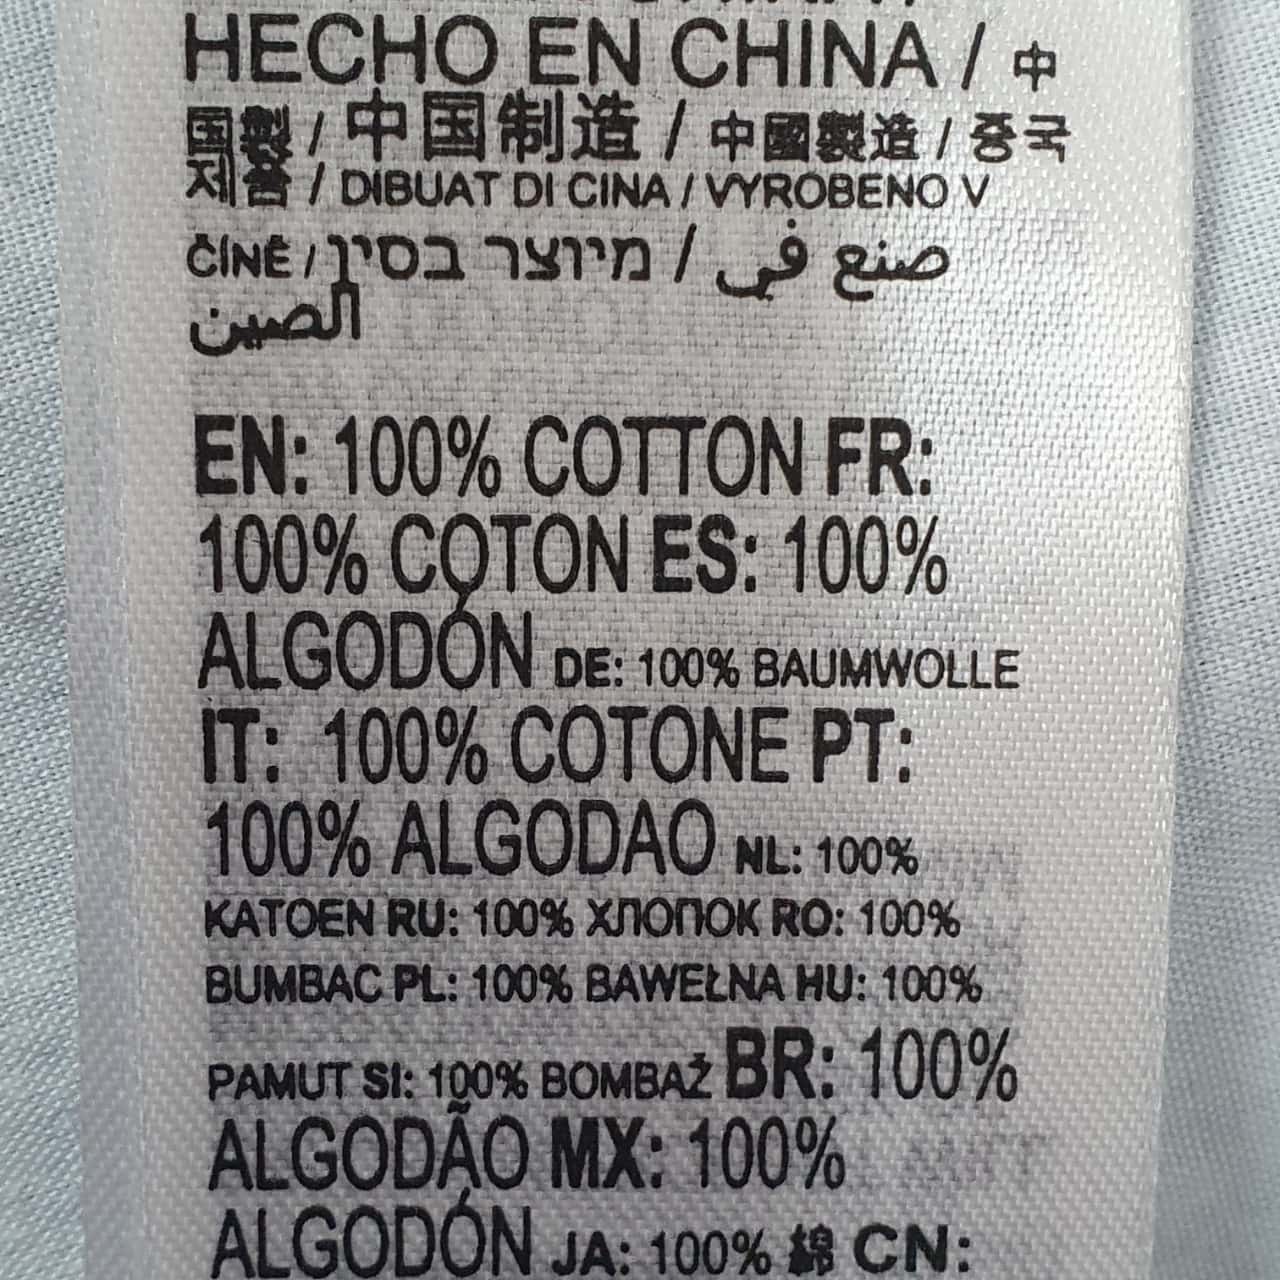 HECHO EN CHINA / 中
国製 / 中国制造 / 中國製造 / 중국
제품 / DIBUAT DI CINA / VYROBENO V
ČÍNĚ / מיוצר בסין / صنع في
الصين
EN: 100% COTTON FR:
100% COTON ES: 100%
ALGODÓN DE: 100% BAUMWOLLE
IT: 100% COTONE PT:
100% ALGODAO NL: 100%
KATOEN RU: 100% ХЛОПОК RO: 100%
BUMBAC PL: 100% BAWEŁNA HU: 100%
PAMUT SI: 100% BOMBAŽ BR: 100%
ALGODÃO MX: 100%
ALGODÓN JA: 100% 綿 CN: